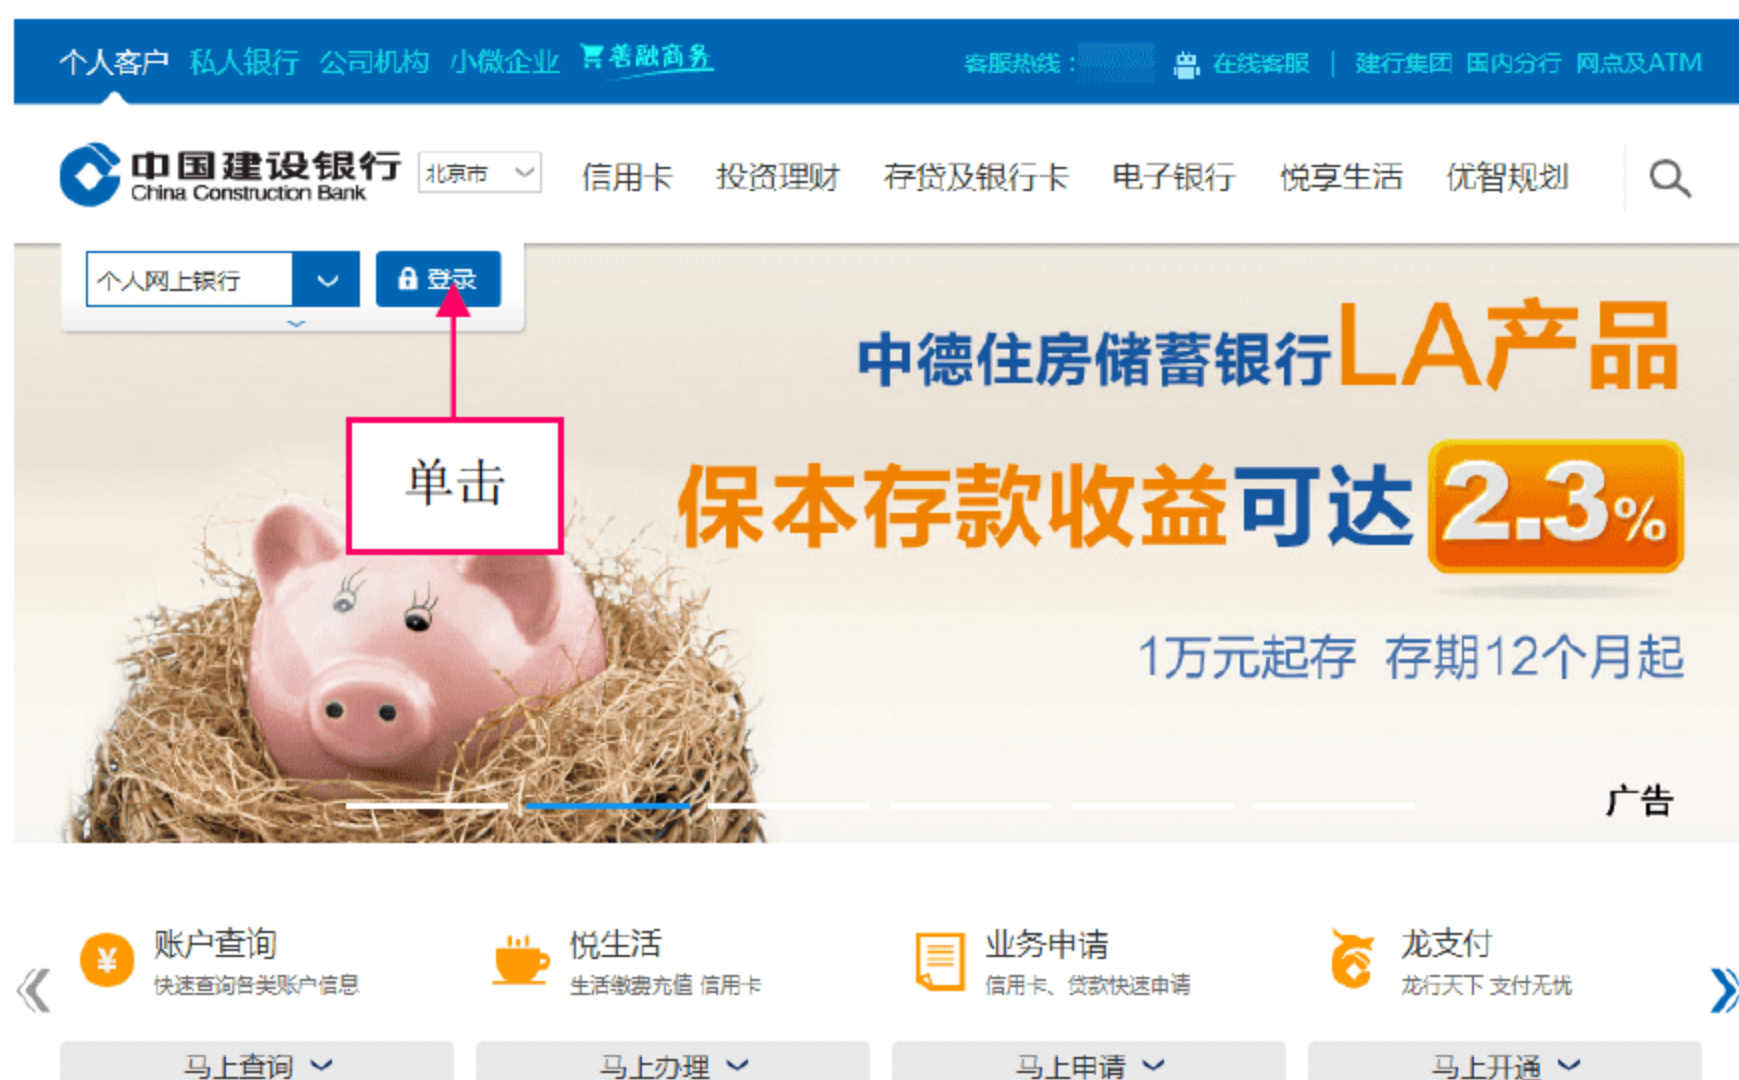 个人客户 私人银行 公司机构 小微企业 善融商务 客服热线： 在线客服 | 建行集团 国内分行 网点及ATM
中国建设银行
China Construction Bank
北京市
信用卡 投资理财 存贷及银行卡 电子银行 悦享生活 优智规划
个人网上银行 登录
单击
中德住房储蓄银行LA产品
保本存款收益可达2.3%
1万元起存 存期12个月起
广告
账户查询
快速查询各类账户信息
马上查询
悦生活
生活缴费充值 信用卡
马上办理
业务申请
信用卡、贷款快速申请
马上申请
龙支付
龙行天下 支付无忧
马上开通